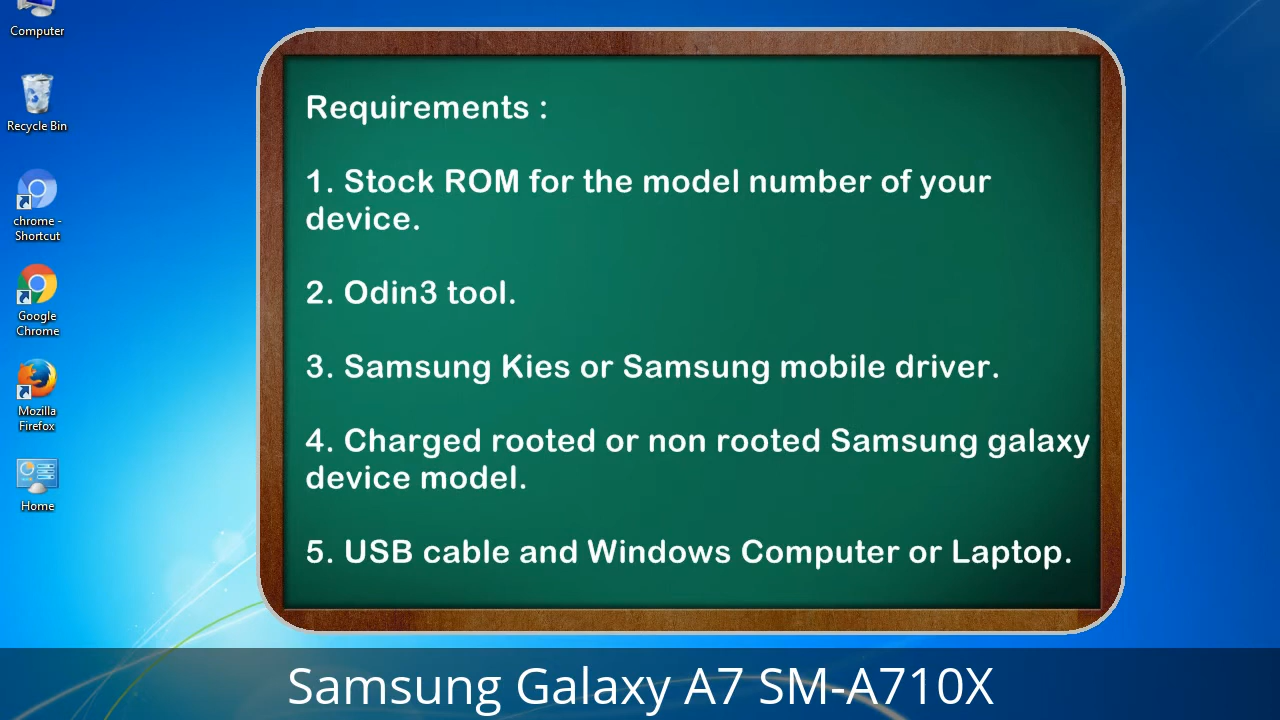 Computer
Recycle Bin
chrome -
Shortcut
Google
Chrome
Mozilla
Firefox
Home
Requirements :
1. Stock ROM for the model number of your
device.
2. Odin3 tool.
3. Samsung Kies or Samsung mobile driver.
4. Charged rooted or non rooted Samsung galaxy
device model.
5. USB cable and Windows Computer or Laptop.
Samsung Galaxy A7 SM-A710X